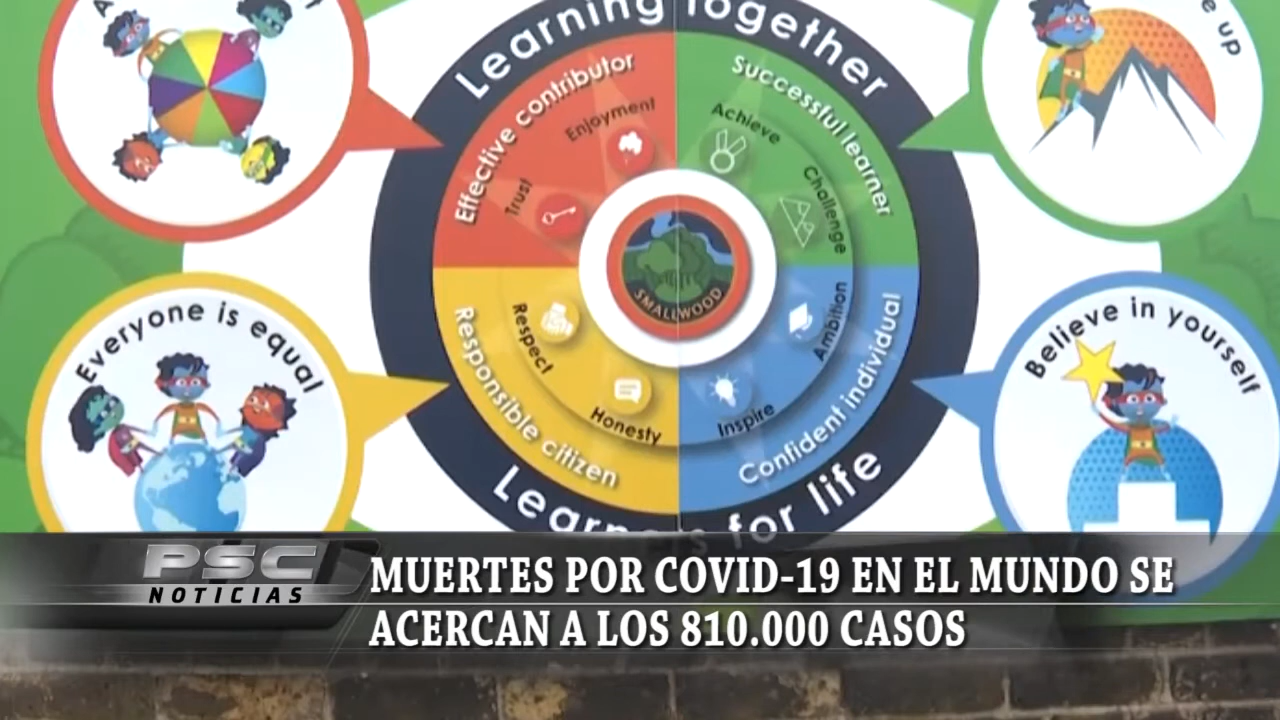 Learning Together
Effective contributor
Successful learner
Enjoyment
Achieve
Trust
Challenge
e up
SMALLWOOD
Everyone is equal
Believe in yourself
Respect
Ambition
Honesty
Inspire
Responsible citizen
Confident individual
for life
PSC
NOTICIAS
MUERTES POR COVID-19 EN EL MUNDO SE
ACERCAN A LOS 810.000 CASOS